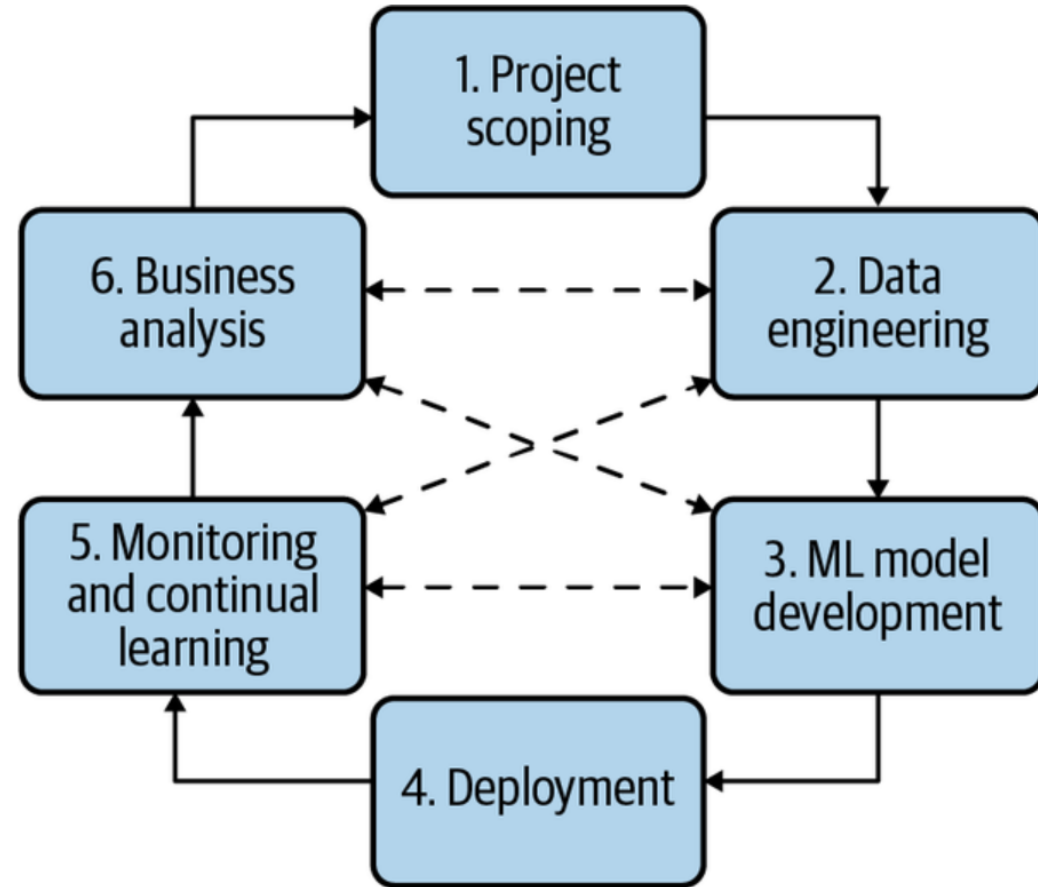 1. Project
scoping
2. Data
engineering
3. ML model
development
4. Deployment
5. Monitoring
and continual
learning
6. Business
analysis